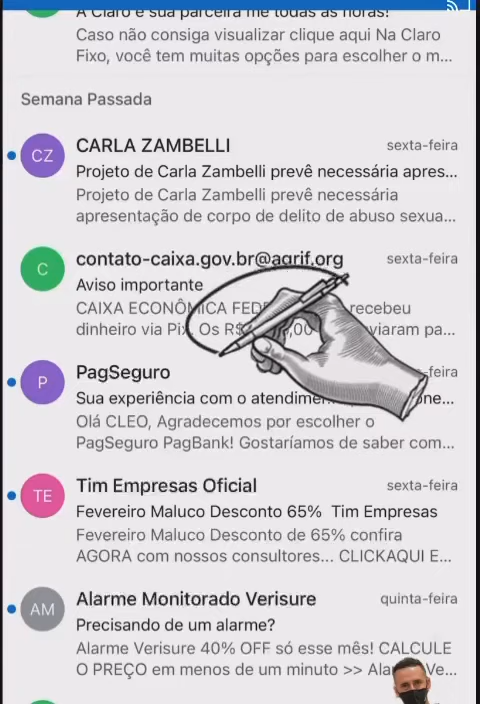 A Claro é sua parceira me todas as horas!
Caso não consiga visualizar clique aqui Na Claro
Fixo, você tem muitas opções para escolher o m...
Semana Passada
CZ
CARLA ZAMBELLI
sexta-feira
Projeto de Carla Zambelli prevê necessária apres...
Projeto de Carla Zambelli prevê necessária
apresentação de corpo de delito de abuso sexua...
C
contato-caixa.gov.br@agrif.org
sexta-feira
Aviso importante
CAIXA ECONÔMICA recebeu
dinheiro via Pix. Os
P
PagSeguro
Sua experiência com o
Olá CLEO, Agradecemos por escolher o
PagSeguro PagBank! Gostaríamos de saber com...
TE
Tim Empresas Oficial
sexta-feira
Fevereiro Maluco Desconto 65% Tim Empresas
Fevereiro Maluco Desconto de 65% confira
AGORA com nossos consultores... CLICKAQUI E...
AM
Alarme Monitorado Verisure
quinta-feira
Precisando de um alarme?
Alarme Verisure 40% OFF só esse mês! CALCULE
O PREÇO em menos de um minuto >>